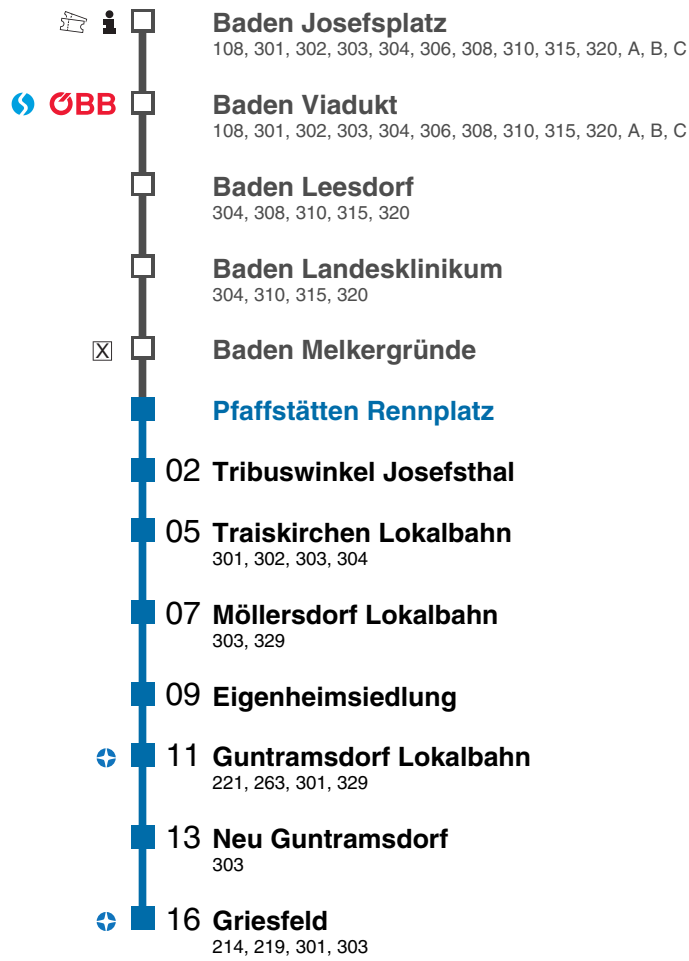 Baden Josefsplatz
108, 301, 302, 303, 304, 306, 308, 310, 315, 320, A, B, C
ÖBB Baden Viadukt
108, 301, 302, 303, 304, 306, 308, 310, 315, 320, A, B, C
Baden Leesdorf
304, 308, 310, 315, 320
Baden Landesklinikum
304, 310, 315, 320
X Baden Melkergründe
Pfaffstätten Rennplatz
02 Tribuswinkel Josefsthal
05 Traiskirchen Lokalbahn
301, 302, 303, 304
07 Möllersdorf Lokalbahn
303, 329
09 Eigenheimsiedlung
11 Guntramsdorf Lokalbahn
221, 263, 301, 329
13 Neu Guntramsdorf
303
16 Griesfeld
214, 219, 301, 303